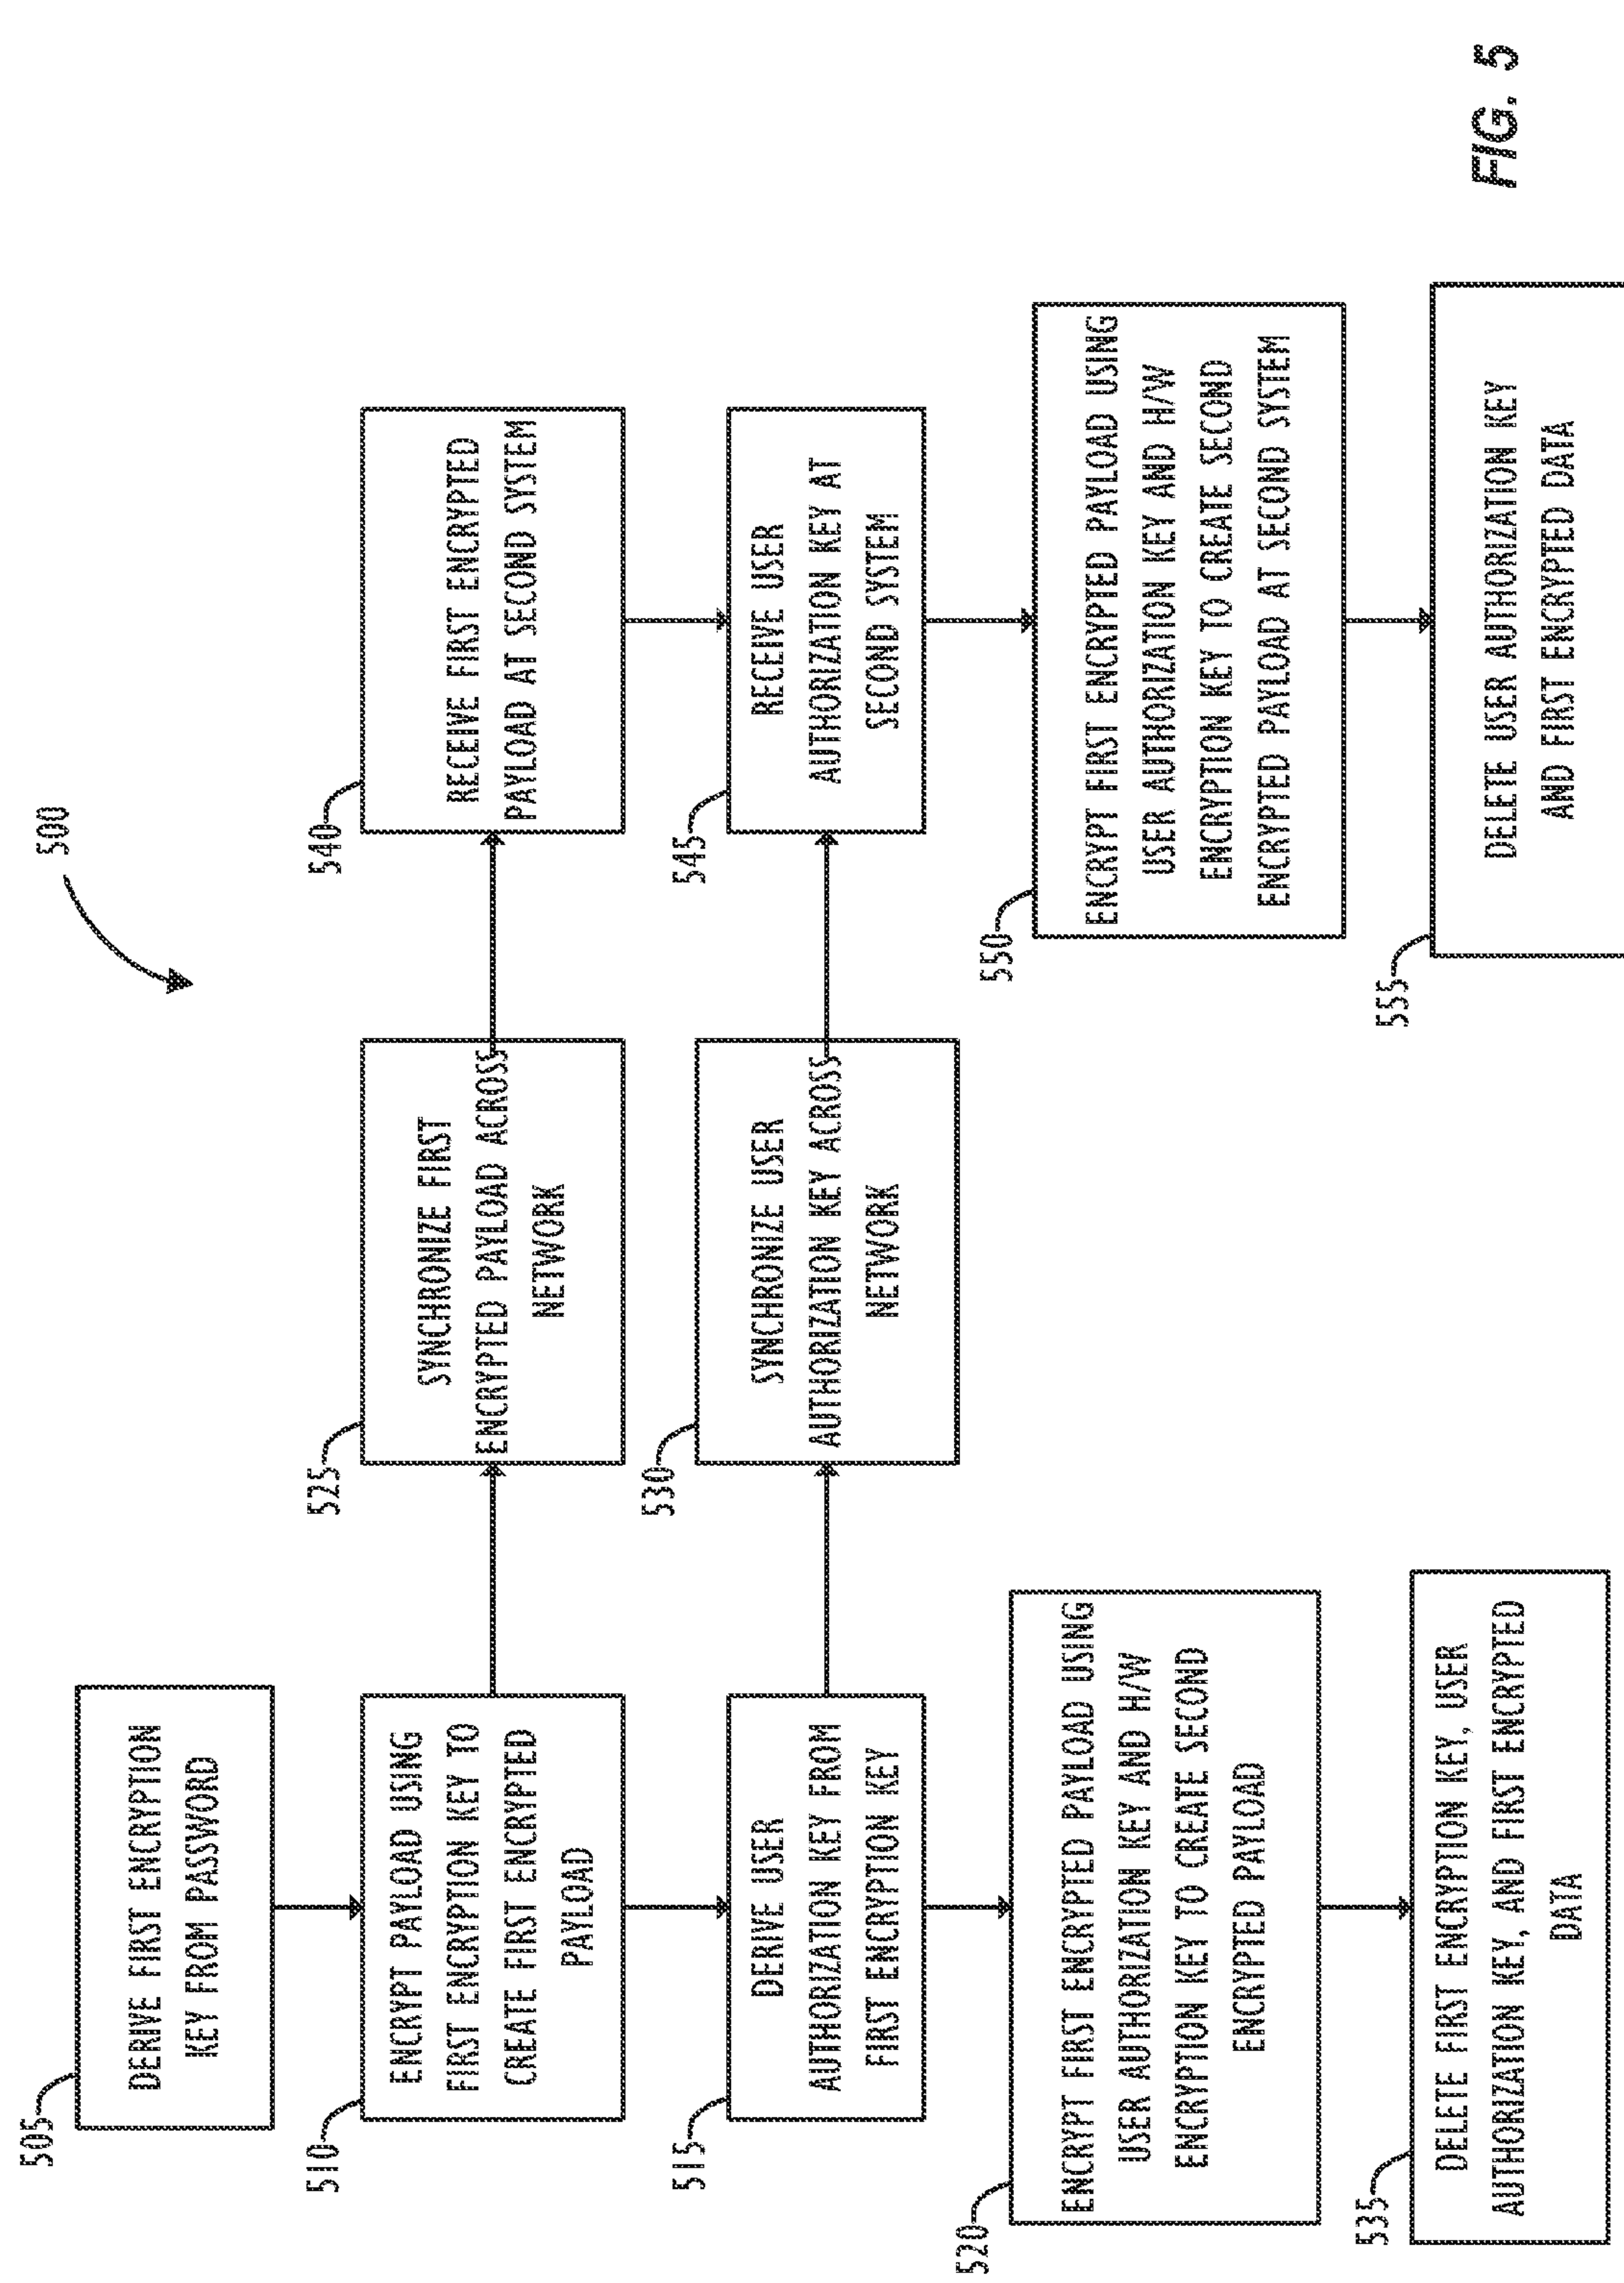 500
505
DERIVE FIRST ENCRYPTION
KEY FROM PASSWORD
510
ENCRYPT PAYLOAD USING
FIRST ENCRYPTION KEY TO
CREATE FIRST ENCRYPTED
PAYLOAD
525
SYNCHRONIZE FIRST
ENCRYPTED PAYLOAD ACROSS
NETWORK
540
RECEIVE FIRST ENCRYPTED
PAYLOAD AT SECOND SYSTEM
515
DERIVE USER
AUTHORIZATION KEY FROM
FIRST ENCRYPTION KEY
530
SYNCHRONIZE USER
AUTHORIZATION KEY ACROSS
NETWORK
545
RECEIVE USER
AUTHORIZATION KEY AT
SECOND SYSTEM
520
ENCRYPT FIRST ENCRYPTED PAYLOAD USING
USER AUTHORIZATION KEY AND H/W
ENCRYPTION KEY TO CREATE SECOND
ENCRYPTED PAYLOAD
550
ENCRYPT FIRST ENCRYPTED PAYLOAD USING
USER AUTHORIZATION KEY AND H/W
ENCRYPTION KEY TO CREATE SECOND
ENCRYPTED PAYLOAD AT SECOND SYSTEM
535
DELETE FIRST ENCRYPTION KEY, USER
AUTHORIZATION KEY, AND FIRST ENCRYPTED
DATA
555
DELETE USER AUTHORIZATION KEY
AND FIRST ENCRYPTED DATA
FIG. 5